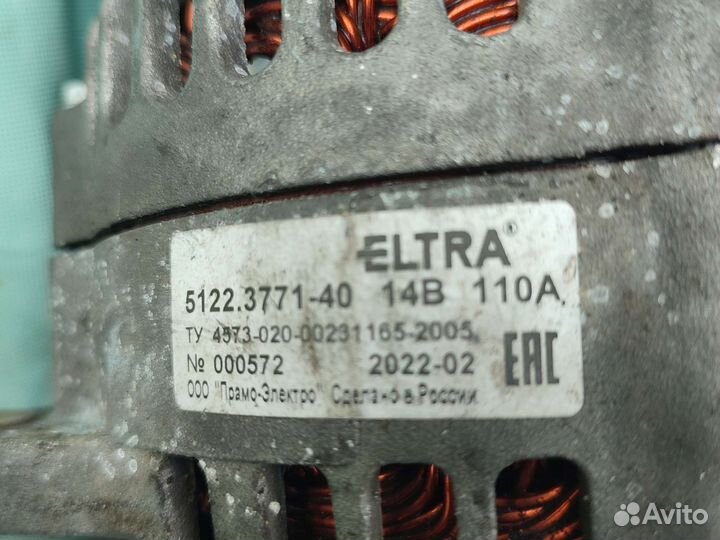 ELTRA®
5122.3771-40 14В 110А
ТУ 4573-020-00231165-2005
№ 000572 2022-02 EAC
ООО "Прамо-Электро" Сделано в России
Avito